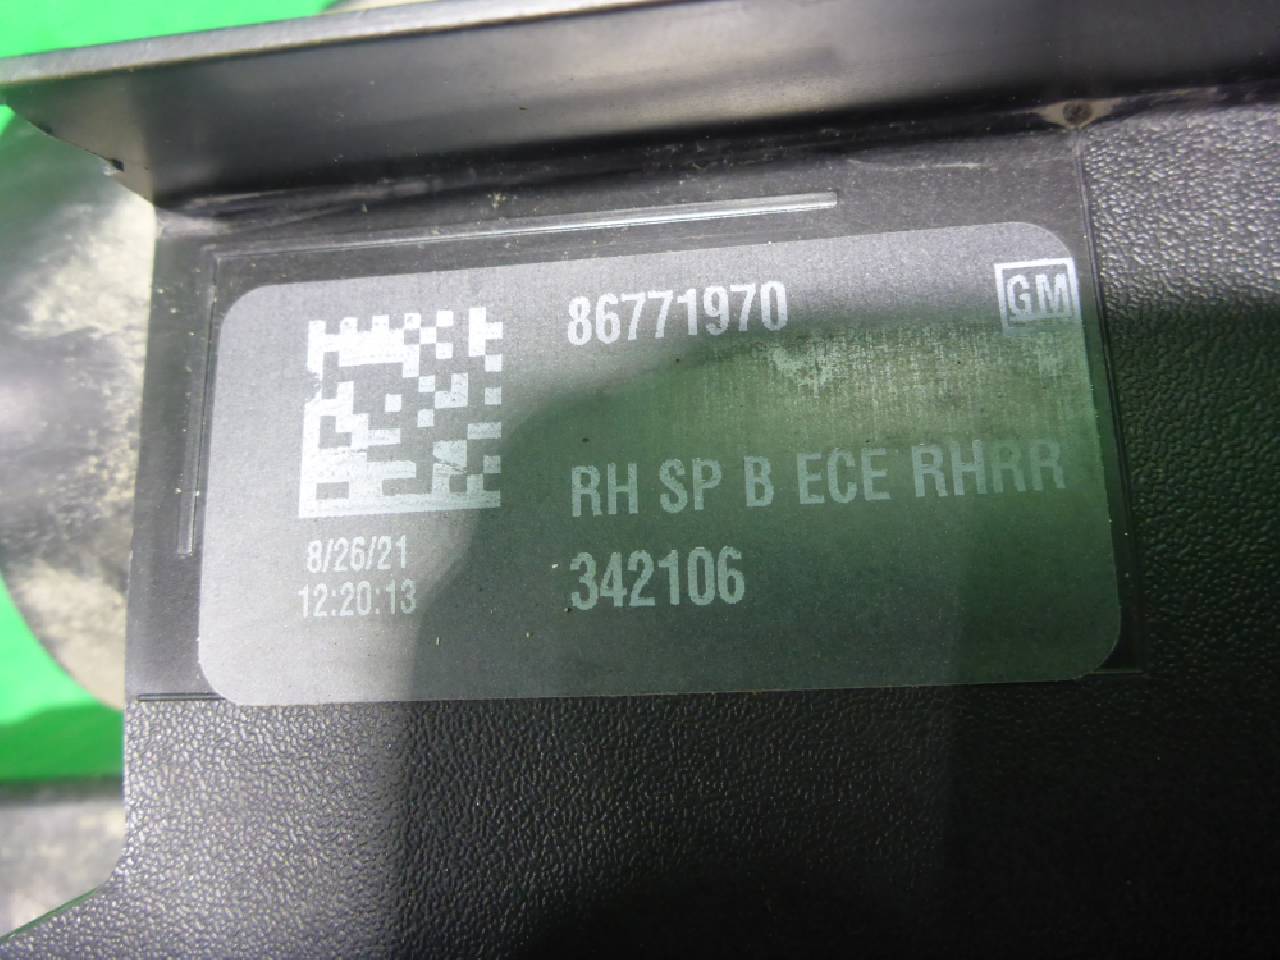 86771970
GM
RH SP B ECE RHRR
8/26/21
12:20:13
342106